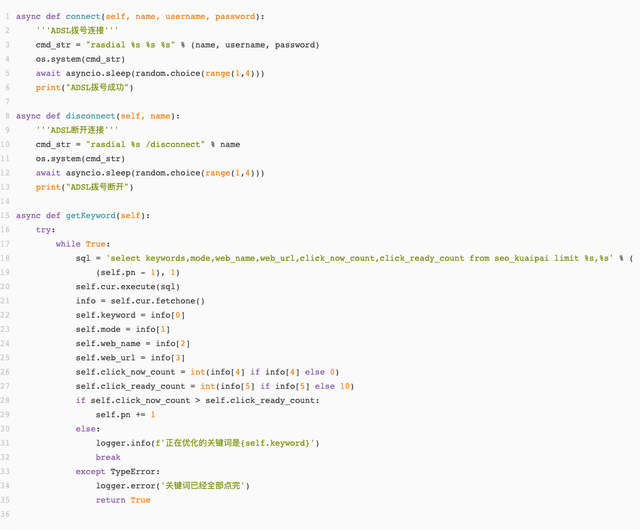 1 async def connect(self, name, username, password):
2     '''ADSL拨号连接'''
3     cmd_str = "rasdial %s %s %s" % (name, username, password)
4     os.system(cmd_str)
5     await asyncio.sleep(random.choice(range(1,4)))
6     print("ADSL拨号成功")
7
8 async def disconnect(self, name):
9     '''ADSL断开连接'''
10     cmd_str = "rasdial %s /disconnect" % name
11     os.system(cmd_str)
12     await asyncio.sleep(random.choice(range(1,4)))
13     print("ADSL拨号断开")
14
15 async def getKeyword(self):
16     try:
17         while True:
18             sql = 'select keywords,mode,web_name,web_url,click_now_count,click_ready_count from seo_kuaipai limit %s,%s' % (
19                 (self.pn - 1), 1)
20             self.cur.execute(sql)
21             info = self.cur.fetchone()
22             self.keyword = info[0]
23             self.mode = info[1]
24             self.web_name = info[2]
25             self.web_url = info[3]
26             self.click_now_count = int(info[4] if info[4] else 0)
27             self.click_ready_count = int(info[5] if info[5] else 10)
28             if self.click_now_count > self.click_ready_count:
29                 self.pn += 1
30             else:
31                 logger.info(f'正在优化的关键词是{self.keyword}')
32                 break
33             except TypeError:
34                 logger.error('关键词已经全部点完')
35                 return True
36